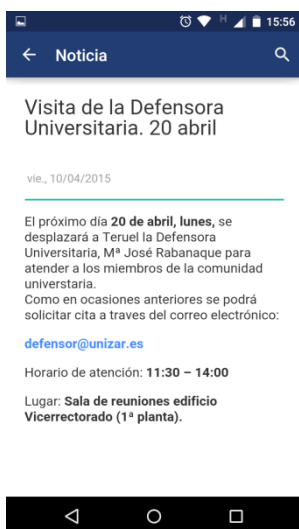 H 15:56
Noticia
Visita de la Defensora
Universitaria. 20 abril
vie., 10/04/2015
El próximo día 20 de abril, lunes, se
desplazará a Teruel la Defensora
Universitaria, Mª José Rabanaque para
atender a los miembros de la comunidad
universtaria.
Como en ocasiones anteriores se podrá
solicitar cita a traves del correo electrónico:
defensor@unizar.es
Horario de atención: 11:30 – 14:00
Lugar: Sala de reuniones edificio
Vicerrectorado (1ª planta).